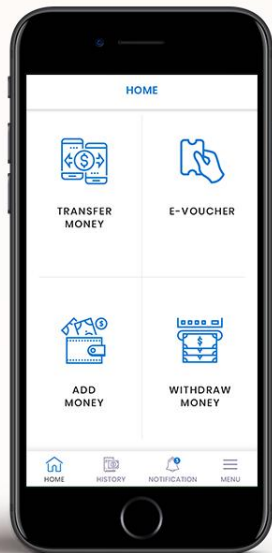 HOME
TRANSFER
MONEY
E-VOUCHER
ADD
MONEY
WITHDRAW
MONEY
HOME
HISTORY
NOTIFICATION
MENU